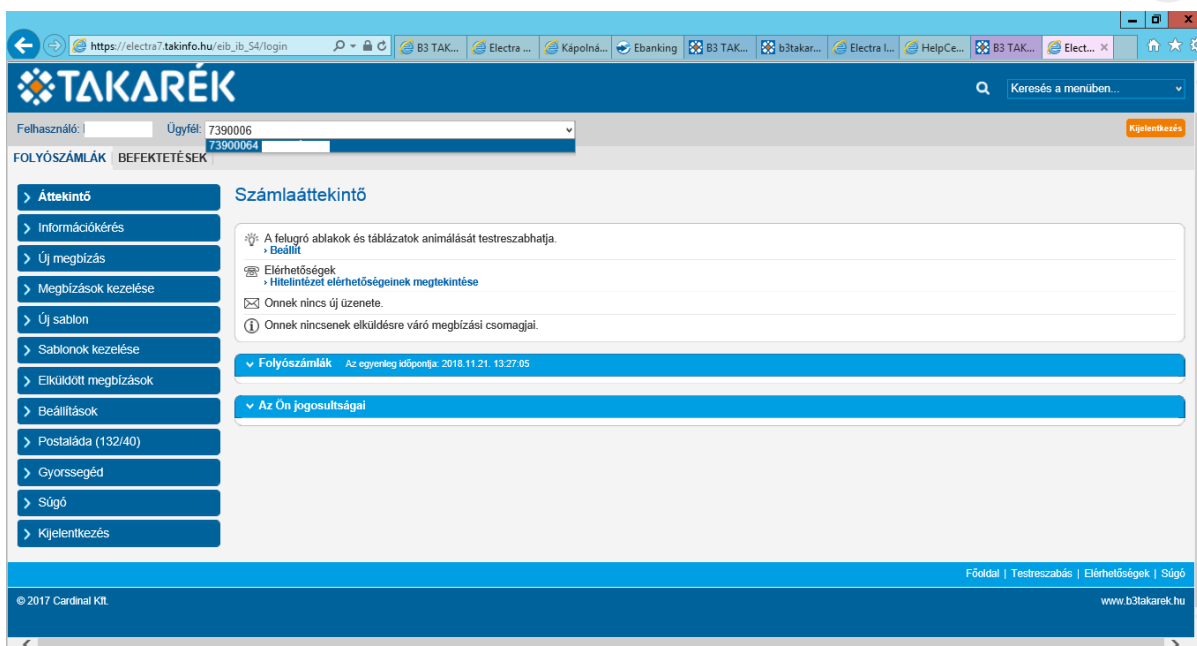 https://electra7.takinfo.hu/eib_ib_S4/login B3 TAK... Electra ... Kápolná... Ebanking B3 TAK... b3takar... Electra I... HelpCe... B3 TAK... Elect...
TAKARÉK
Keresés a menüben...
Felhasználó: Ügyfél: 7390006 Kijelentkezés
73900064
FOLYÓSZÁMLÁK BEFEKTETÉSEK
Áttekintő
Információkérés
Új megbízás
Megbízások kezelése
Új sablon
Sablonok kezelése
Elküldött megbízások
Beállítások
Postaláda (132/40)
Gyorssegéd
Súgó
Kijelentkezés
Számlaáttekintő
A felugró ablakok és táblázatok animálását testreszabhatja.
› Beállít
Elérhetőségek
› Hitelintézet elérhetőségeinek megtekintése
Onnek nincs új üzenete.
Onnek nincsenek elküldésre váró megbízási csomagjai.
Folyószámlák Az egyenleg időpontja: 2018.11.21. 13:27:05
Az Ön jogosultságai
Főoldal | Testreszabás | Elérhetőségek | Súgó
© 2017 Cardinal Kft. www.b3takarek.hu